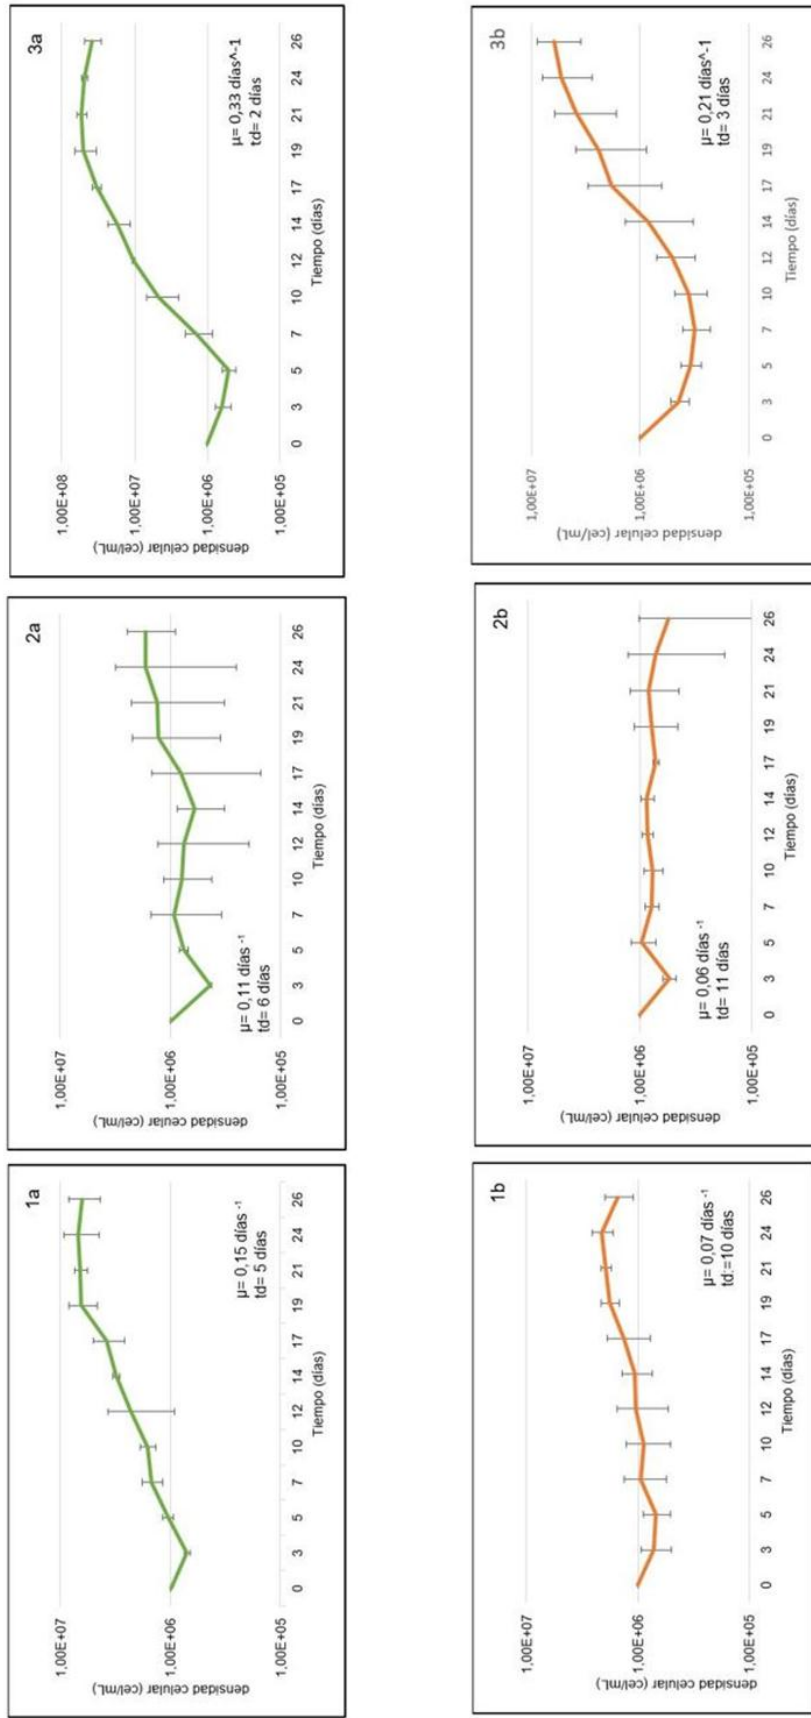 1a
densidad celular (cel/mL)
1,00E+07
1,00E+06
1,00E+05
µ= 0,15 días ⁻¹
td= 5 días
0 3 5 7 10 12 14 17 19 21 24 26
Tiempo (días)
2a
densidad ceular (cel/mL)
1,00E+07
1,00E+06
1,00E+05
µ= 0,11 días ⁻¹
td= 6 días
0 3 5 7 10 12 14 17 19 21 24 26
Tiempo (días)
3a
densidad celular (cel/mL)
1,00E+08
1,00E+07
1,00E+06
1,00E+05
µ= 0,33 días^-1
td= 2 días
0 3 5 7 10 12 14 17 19 21 24 26
Tiempo (días)
1b
densidad celular (cel/mL)
1,00E+07
1,00E+06
1,00E+05
µ= 0,07 días ⁻¹
td:=10 días
0 3 5 7 10 12 14 17 19 21 24 26
Tiempo (días)
2b
densidad celular (cel/mL)
1,00E+07
1,00E+06
1,00E+05
µ= 0,06 días ⁻¹
td= 11 días
0 3 5 7 10 12 14 17 19 21 24 26
Tiempo (días)
3b
densidad celular (cel/mL)
1,00E+07
1,00E+06
1,00E+05
µ= 0,21 días^-1
td= 3 días
0 3 5 7 10 12 14 17 19 21 24 26
Tiempo (días)